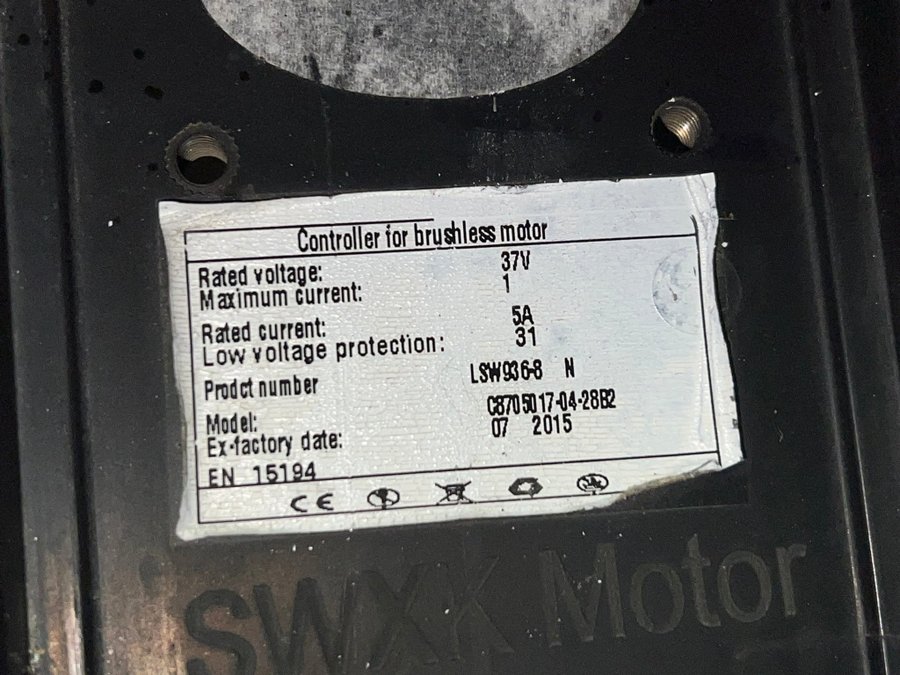 Controller for brushless motor
Rated voltage: 37V
Maximum current: 1
Rated current: 5A
Low voltage protection: 31
Prodct number LSW936-8 N
Model: C8705017-04-28B2
Ex-factory date: 07 2015
EN 15194
CE
SWXK Motor